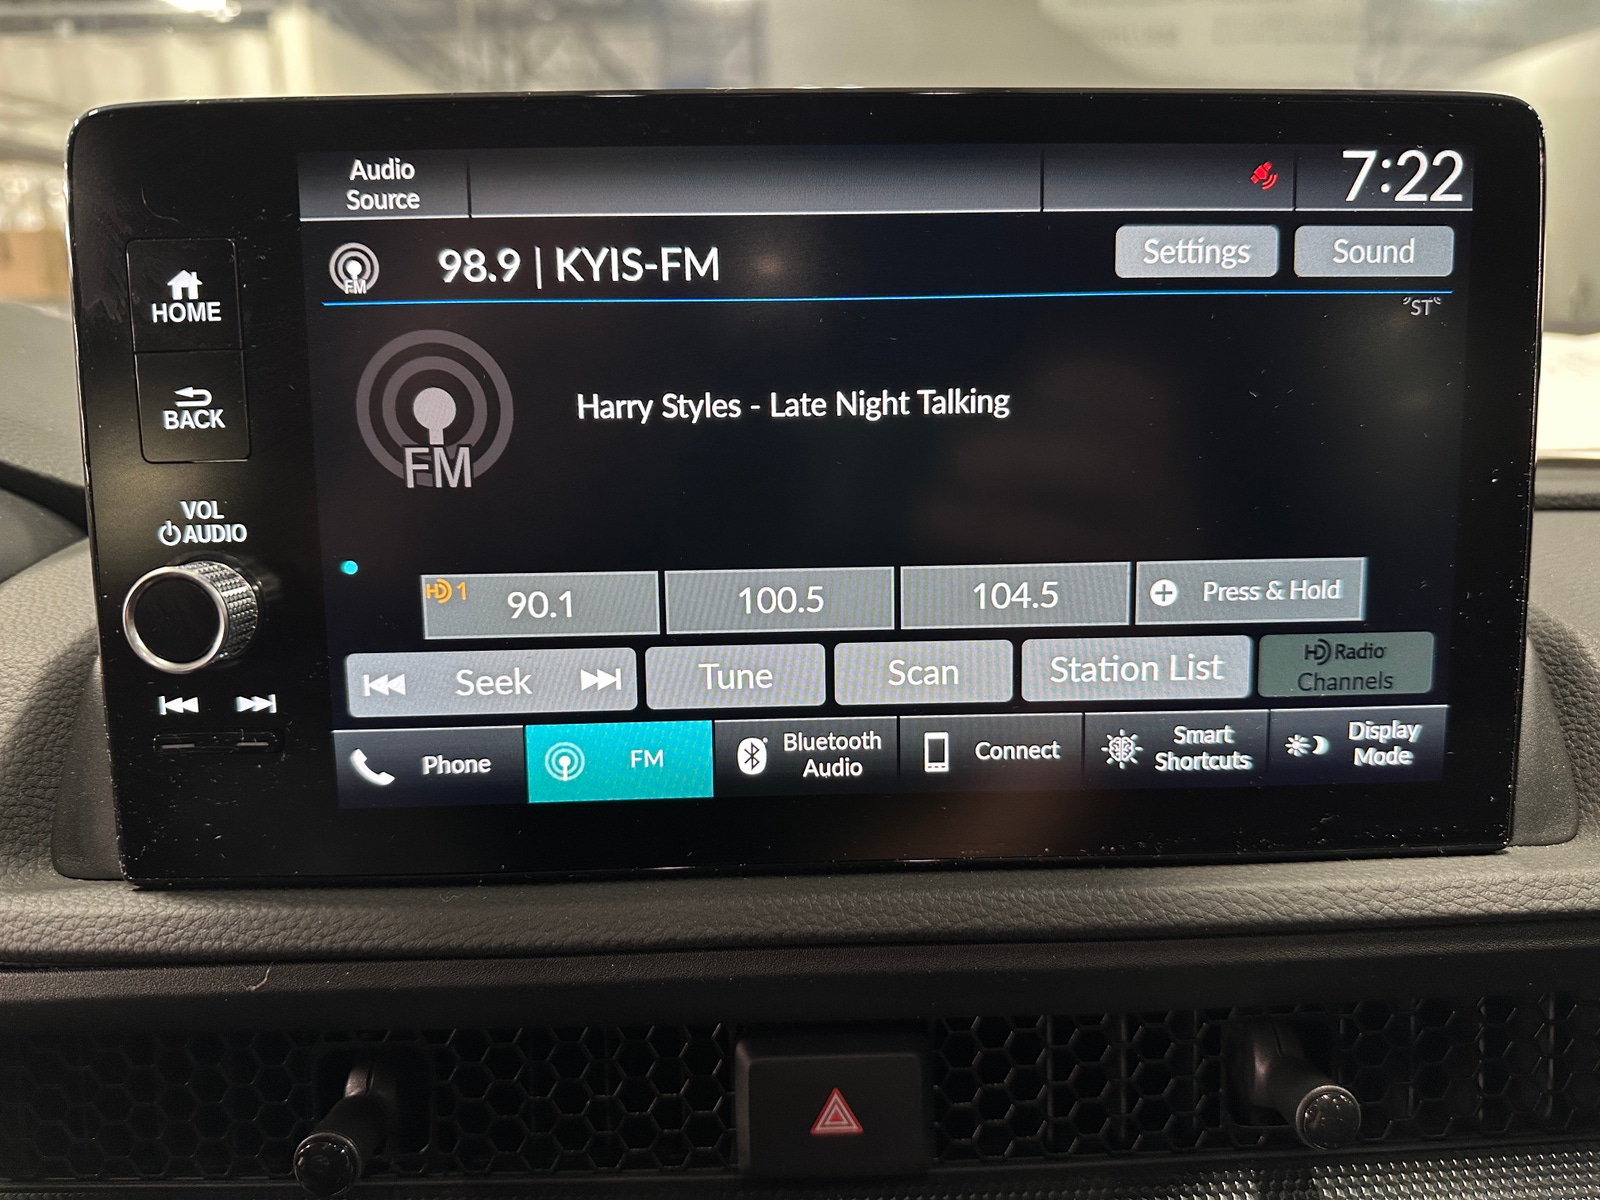 Audio
Source
7:22
98.9 | KYIS-FM
Settings
Sound
FM
"ST"
HOME
BACK
FM
Harry Styles - Late Night Talking
VOL
AUDIO
HD 1
90.1
100.5
104.5
Press & Hold
Seek
Tune
Scan
Station List
HD Radio
Channels
Phone
FM
Bluetooth
Audio
Connect
Smart
Shortcuts
Display
Mode